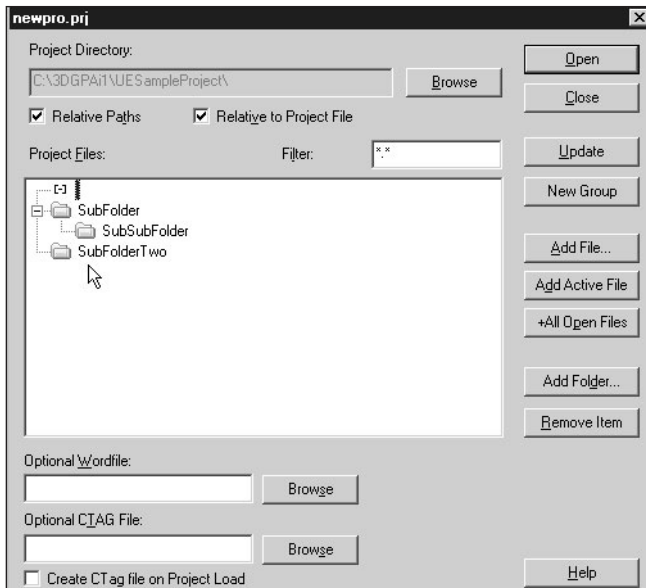 newpro.prj
Project Directory:
C:\3DGPAi1\UESampleProject\
Browse
Open
Close
Relative Paths
Relative to Project File
Project Files:
Filter:
*.*
Update
New Group
[-]
SubFolder
SubSubFolder
SubFolderTwo
Add File...
Add Active File
+All Open Files
Add Folder...
Remove Item
Optional Wordfile:
Browse
Optional CTAG File:
Browse
Create CTag file on Project Load
Help